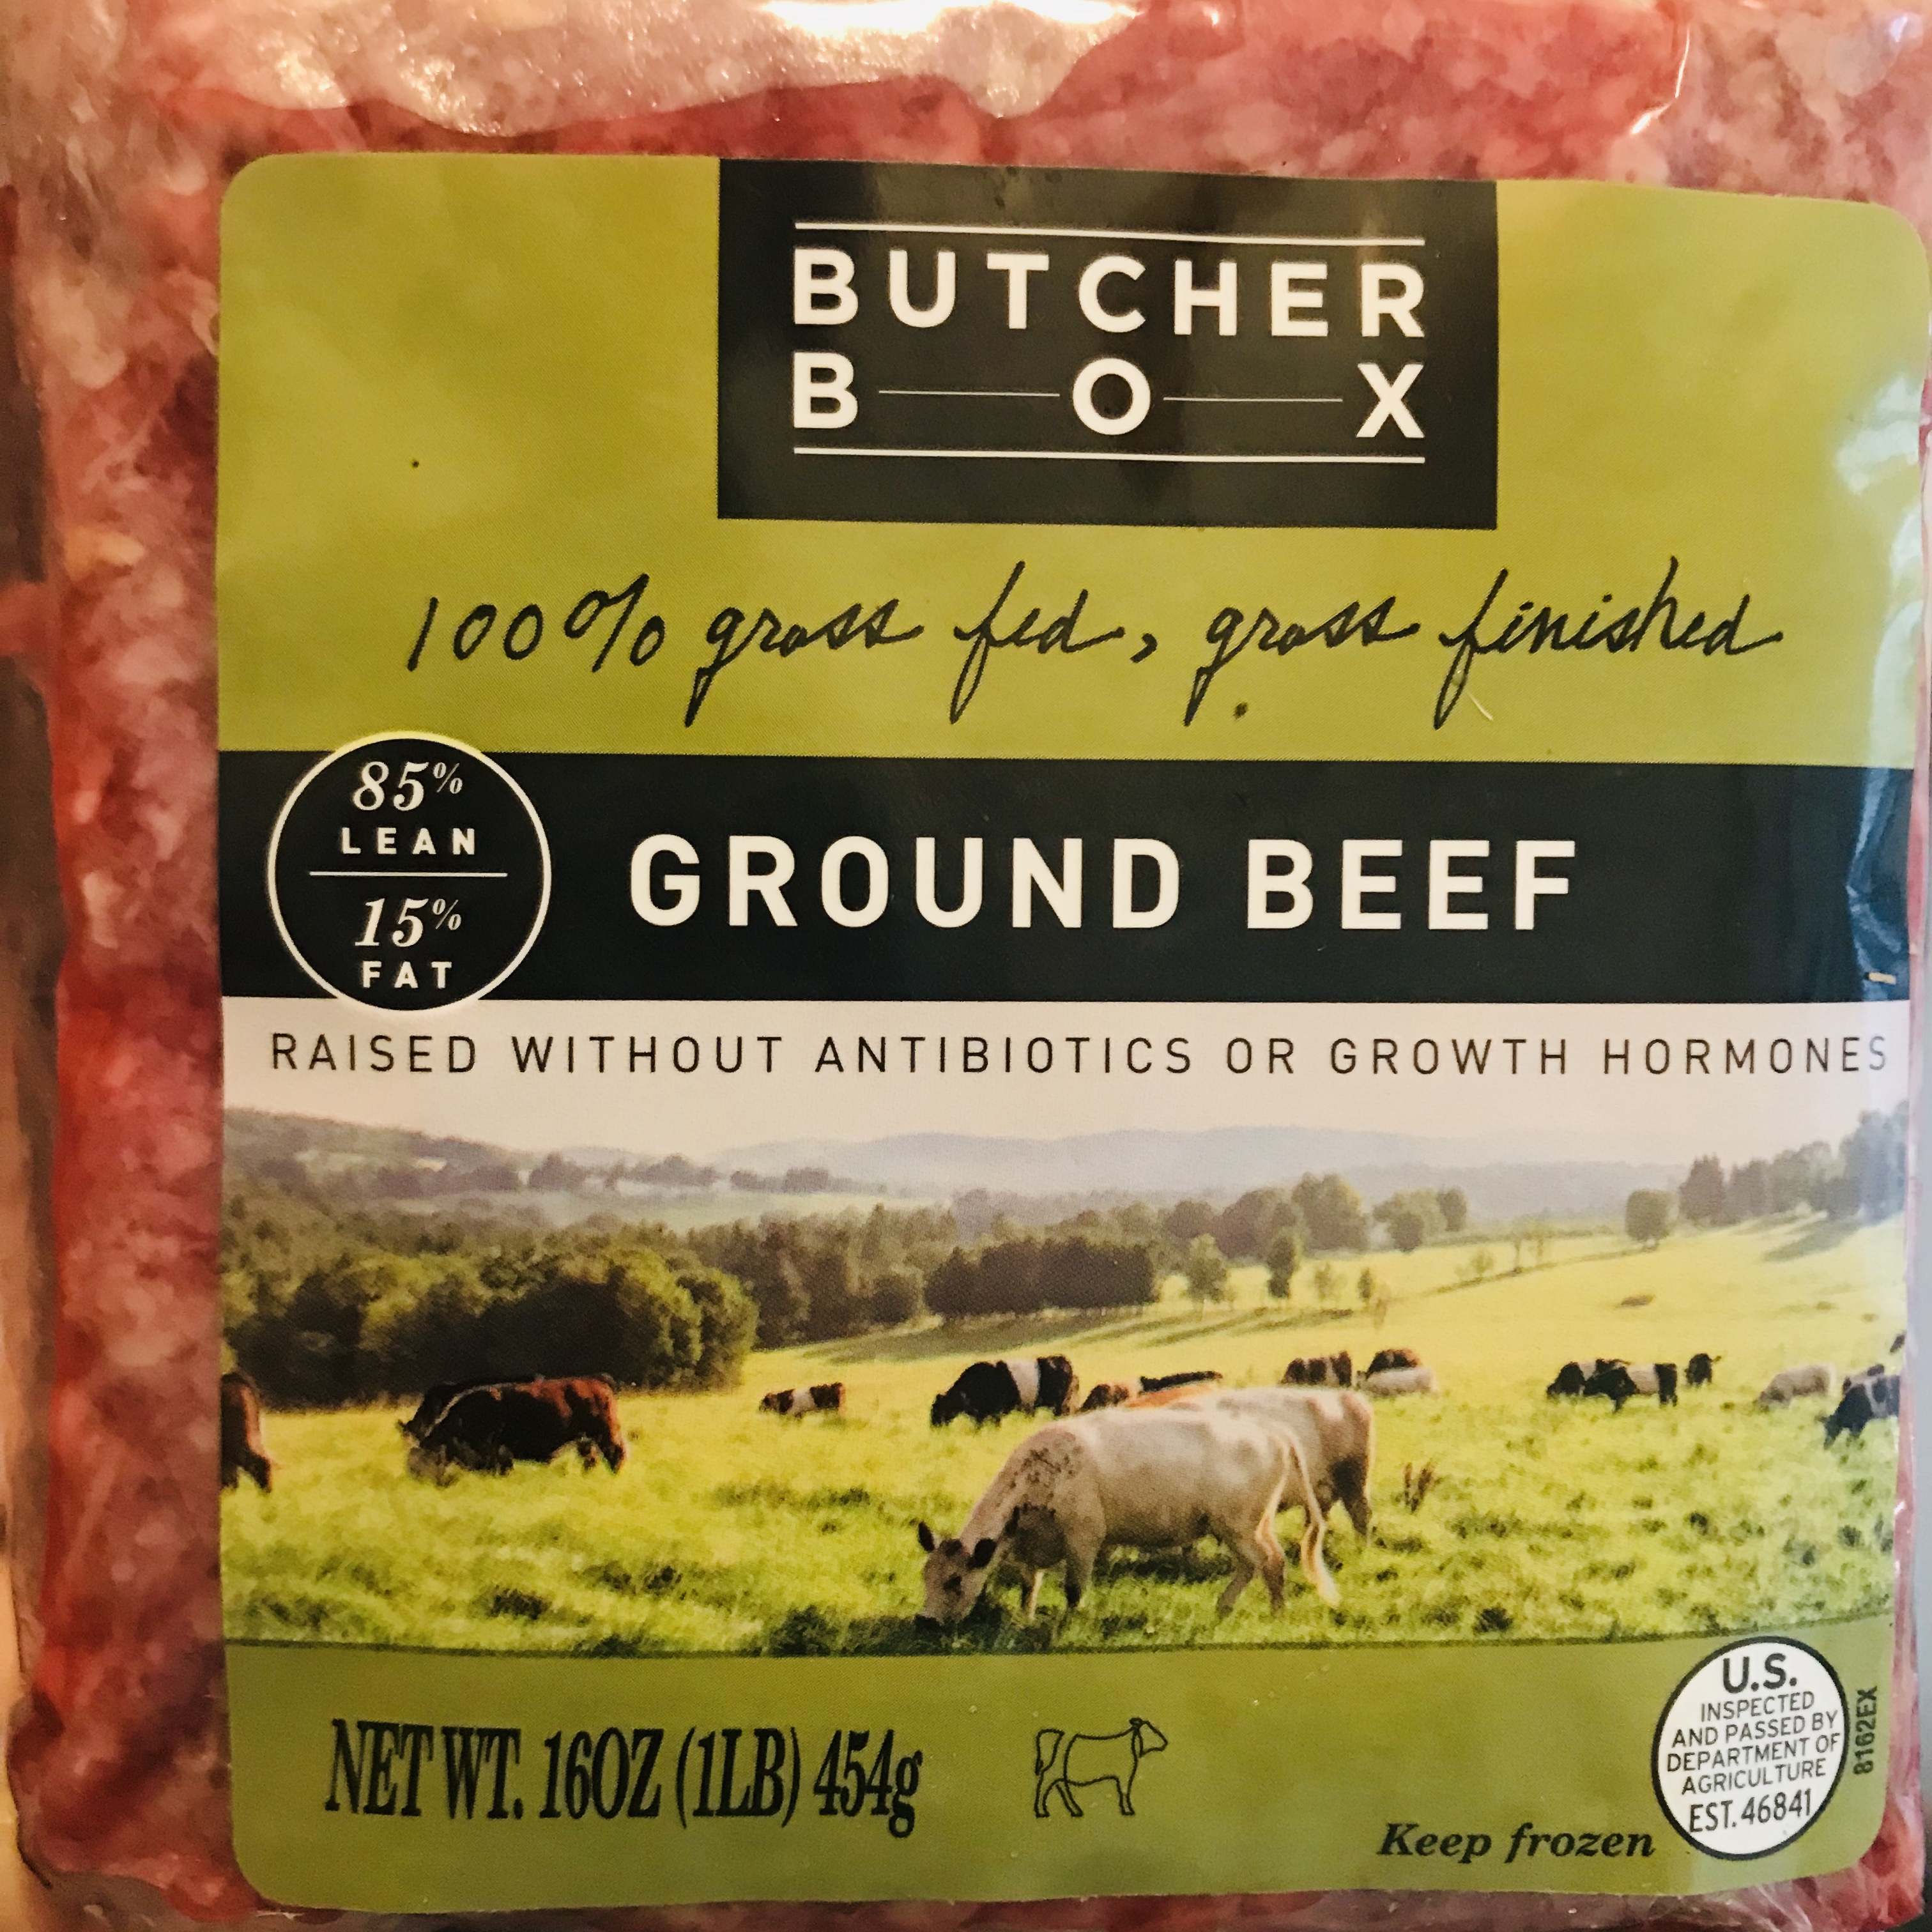 BUTCHER
B O X
100% grass fed, grass finished
85%
LEAN
15%
FAT
GROUND BEEF
RAISED WITHOUT ANTIBIOTICS OR GROWTH HORMONES
NET WT. 16OZ (1LB) 454g
Keep frozen
U.S.
INSPECTED
AND PASSED BY
DEPARTMENT OF
AGRICULTURE
EST. 46841
8162EX